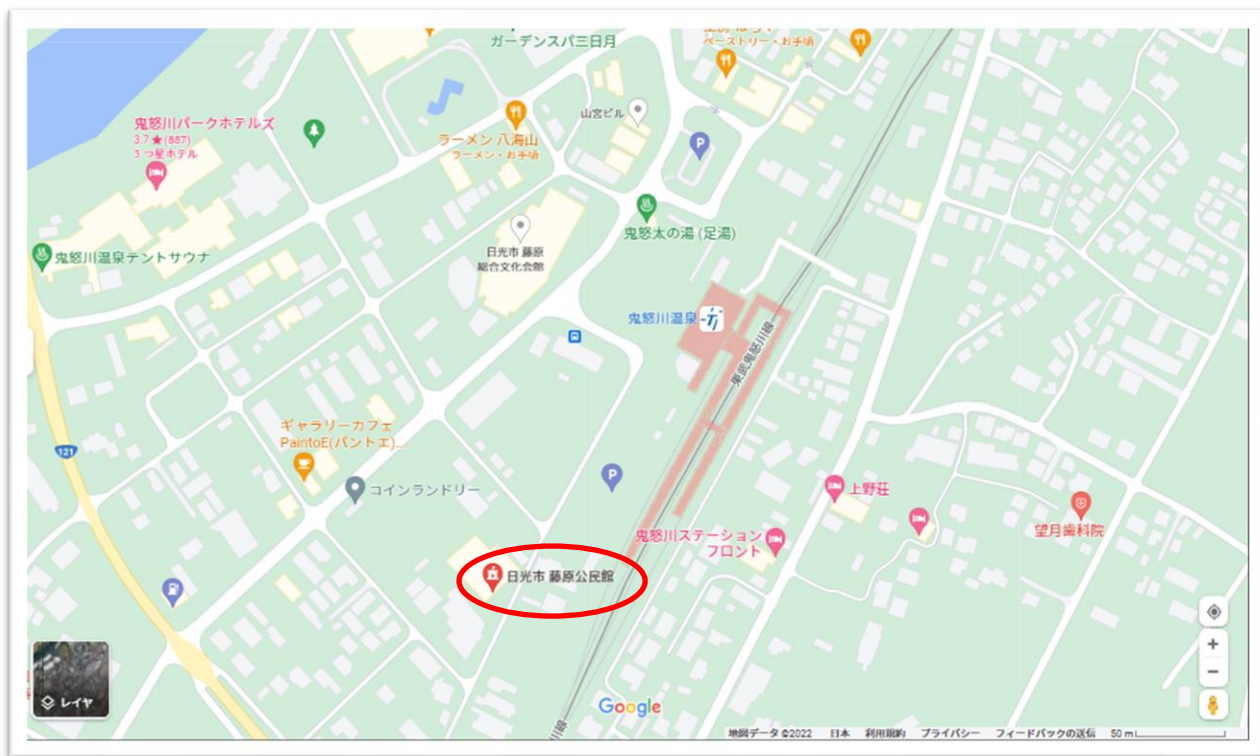 ガーデンスパ三日月
ペーストリー・お手頃
鬼怒川パークホテルズ
3.7★(887)
3 つ星ホテル
山宮ビル
P
ラーメン 八海山
ラーメン・お手頃
鬼怒太の湯 (足湯)
鬼怒川温泉テントサウナ
日光市 藤原
総合文化会館
鬼怒川温泉
東武鬼怒川線
ギャラリーカフェ
PaintoE(パントエ)...
121
コインランドリー
P
上野荘
望月歯科院
鬼怒川ステーション
フロント
日光市 藤原公民館
レイヤ
Google
川線
地図データ ©2022 日本 利用規約 プライバシー フィードバックの送信 50 m